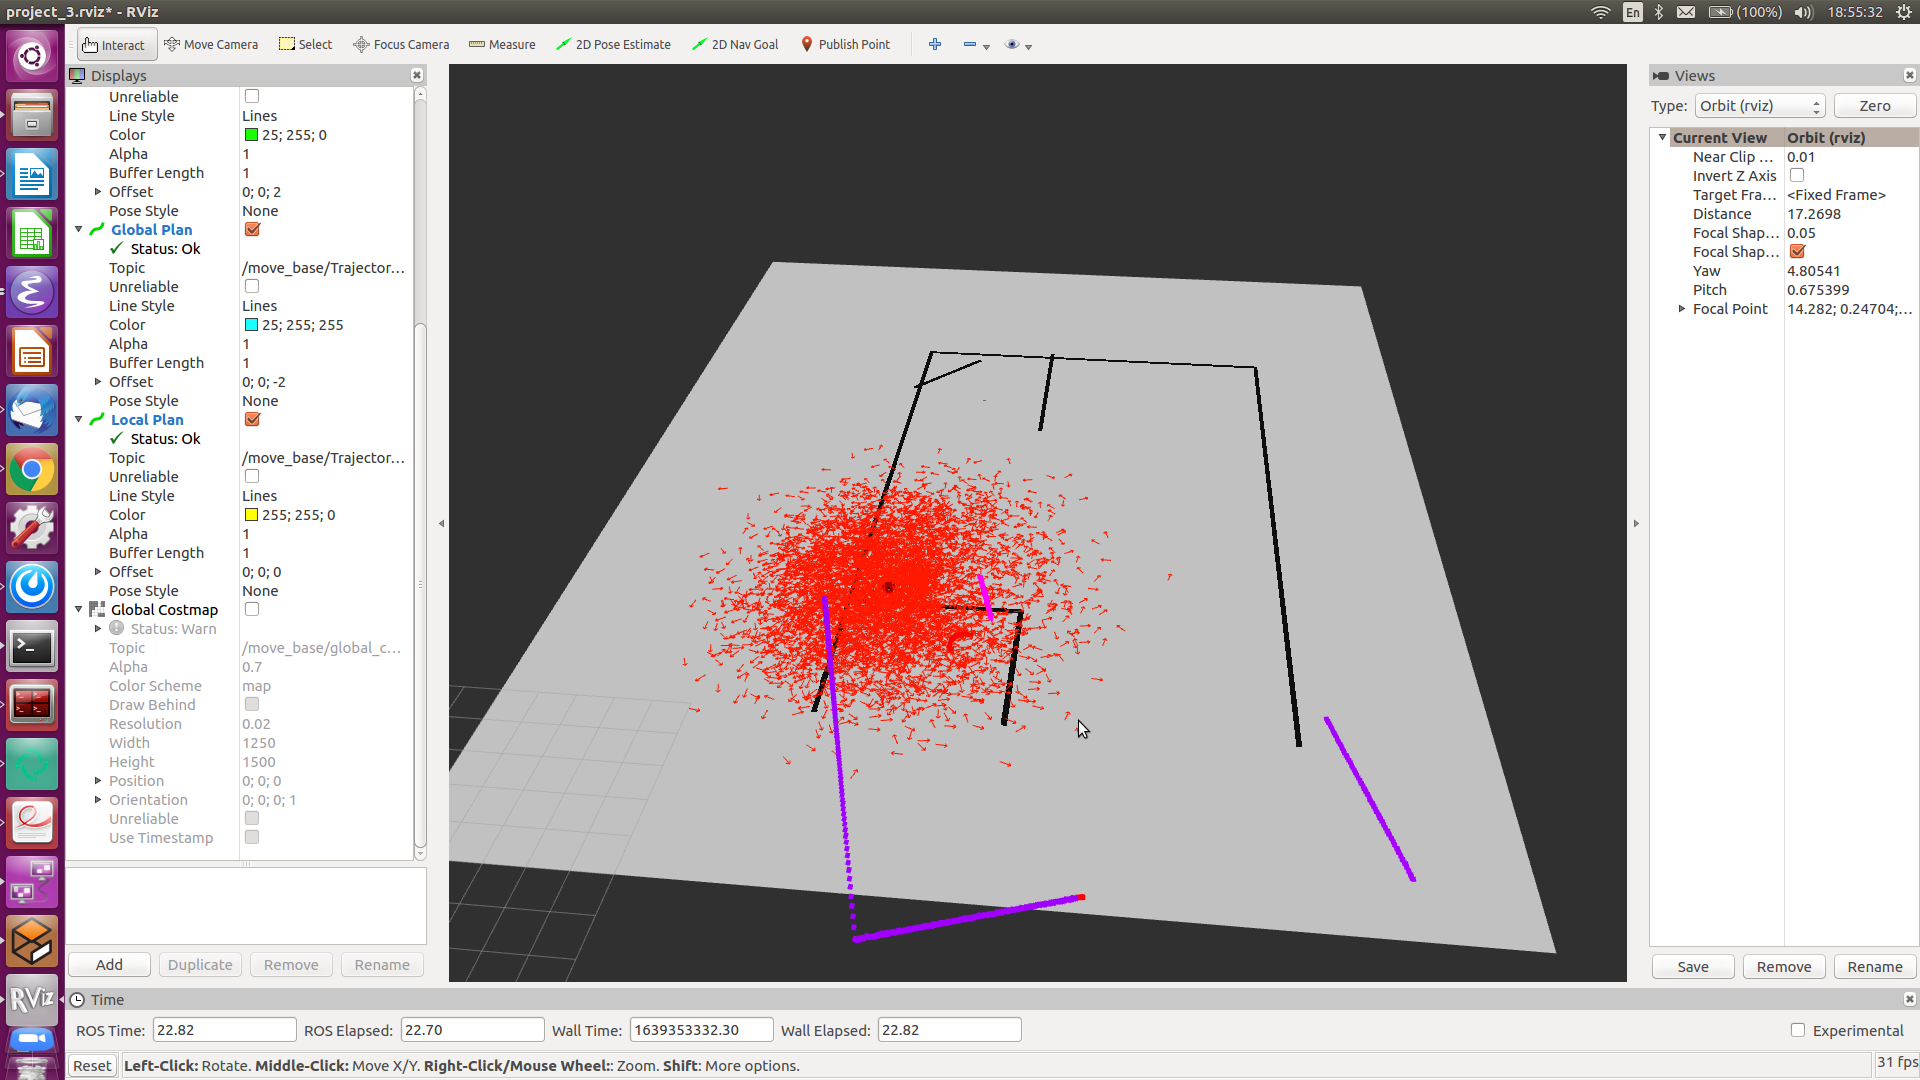 project_3.rviz* - RViz
En
(100%)
18:55:32
Interact
Move Camera
Select
Focus Camera
Measure
2D Pose Estimate
2D Nav Goal
Publish Point
Displays
Unreliable
Line Style Lines
Color 25; 255; 0
Alpha 1
Buffer Length 1
Offset 0; 0; 2
Pose Style None
Global Plan
Status: Ok
Topic /move_base/Trajector...
Unreliable
Line Style Lines
Color 25; 255; 255
Alpha 1
Buffer Length 1
Offset 0; 0; -2
Pose Style None
Local Plan
Status: Ok
Topic /move_base/Trajector...
Unreliable
Line Style Lines
Color 255; 255; 0
Alpha 1
Buffer Length 1
Offset 0; 0; 0
Pose Style None
Global Costmap
Status: Warn
Topic /move_base/global_c...
Alpha 0.7
Color Scheme map
Draw Behind
Resolution 0.02
Width 1250
Height 1500
Position 0; 0; 0
Orientation 0; 0; 0; 1
Unreliable
Use Timestamp
Add
Duplicate
Remove
Rename
Views
Type: Orbit (rviz)
Zero
Current View Orbit (rviz)
Near Clip ... 0.01
Invert Z Axis
Target Fra... <Fixed Frame>
Distance 17.2698
Focal Shap... 0.05
Focal Shap...
Yaw 4.80541
Pitch 0.675399
Focal Point 14.282; 0.24704;...
Save
Remove
Rename
RViz
Time
ROS Time: 22.82
ROS Elapsed: 22.70
Wall Time: 1639353332.30
Wall Elapsed: 22.82
Experimental
Reset
Left-Click: Rotate. Middle-Click: Move X/Y. Right-Click/Mouse Wheel:: Zoom. Shift: More options.
31 fps